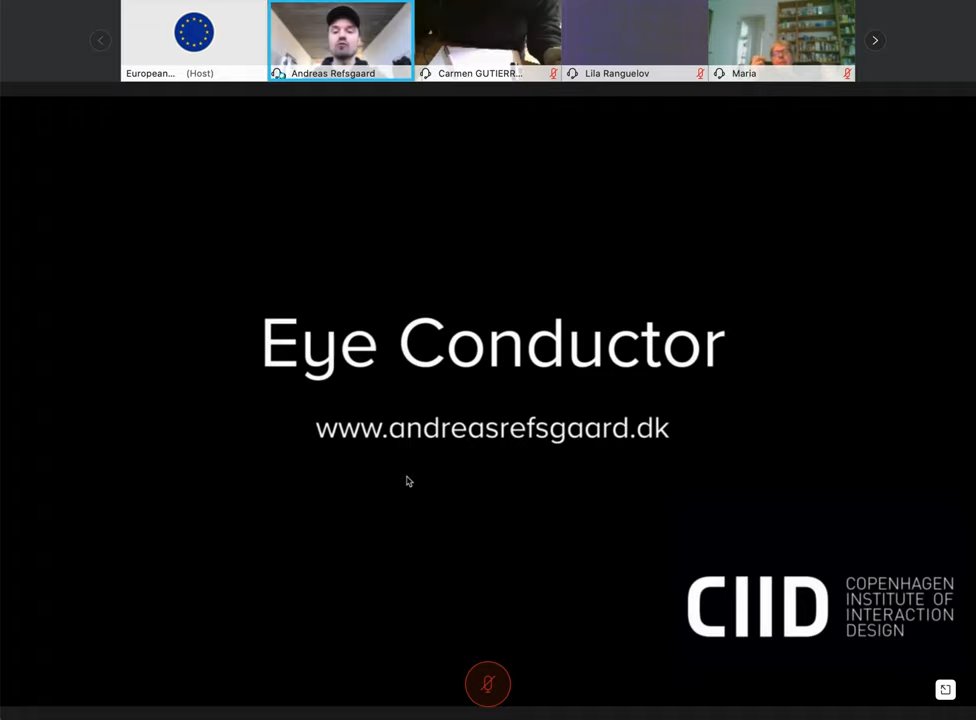 European... (Host)
Andreas Refsgaard
Carmen GUTIERR...
Lila Ranguelov
Maria
Eye Conductor
www.andreasrefsgaard.dk
CIID
COPENHAGEN
INSTITUTE OF
INTERACTION
DESIGN